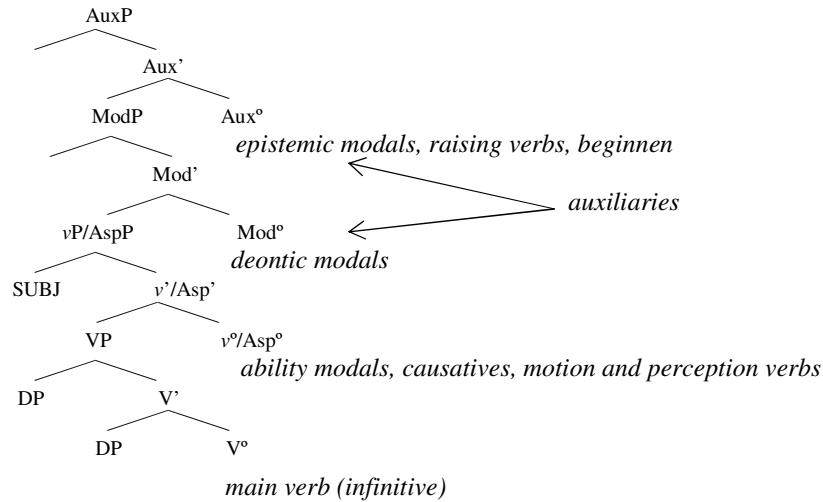 AuxP
Aux’
ModP Auxº
epistemic modals, raising verbs, beginnen
Mod’
auxiliaries
vP/AspP Modº
deontic modals
SUBJ v’/Asp’
VP vº/Aspº
ability modals, causatives, motion and perception verbs
DP V’
DP Vº
main verb (infinitive)